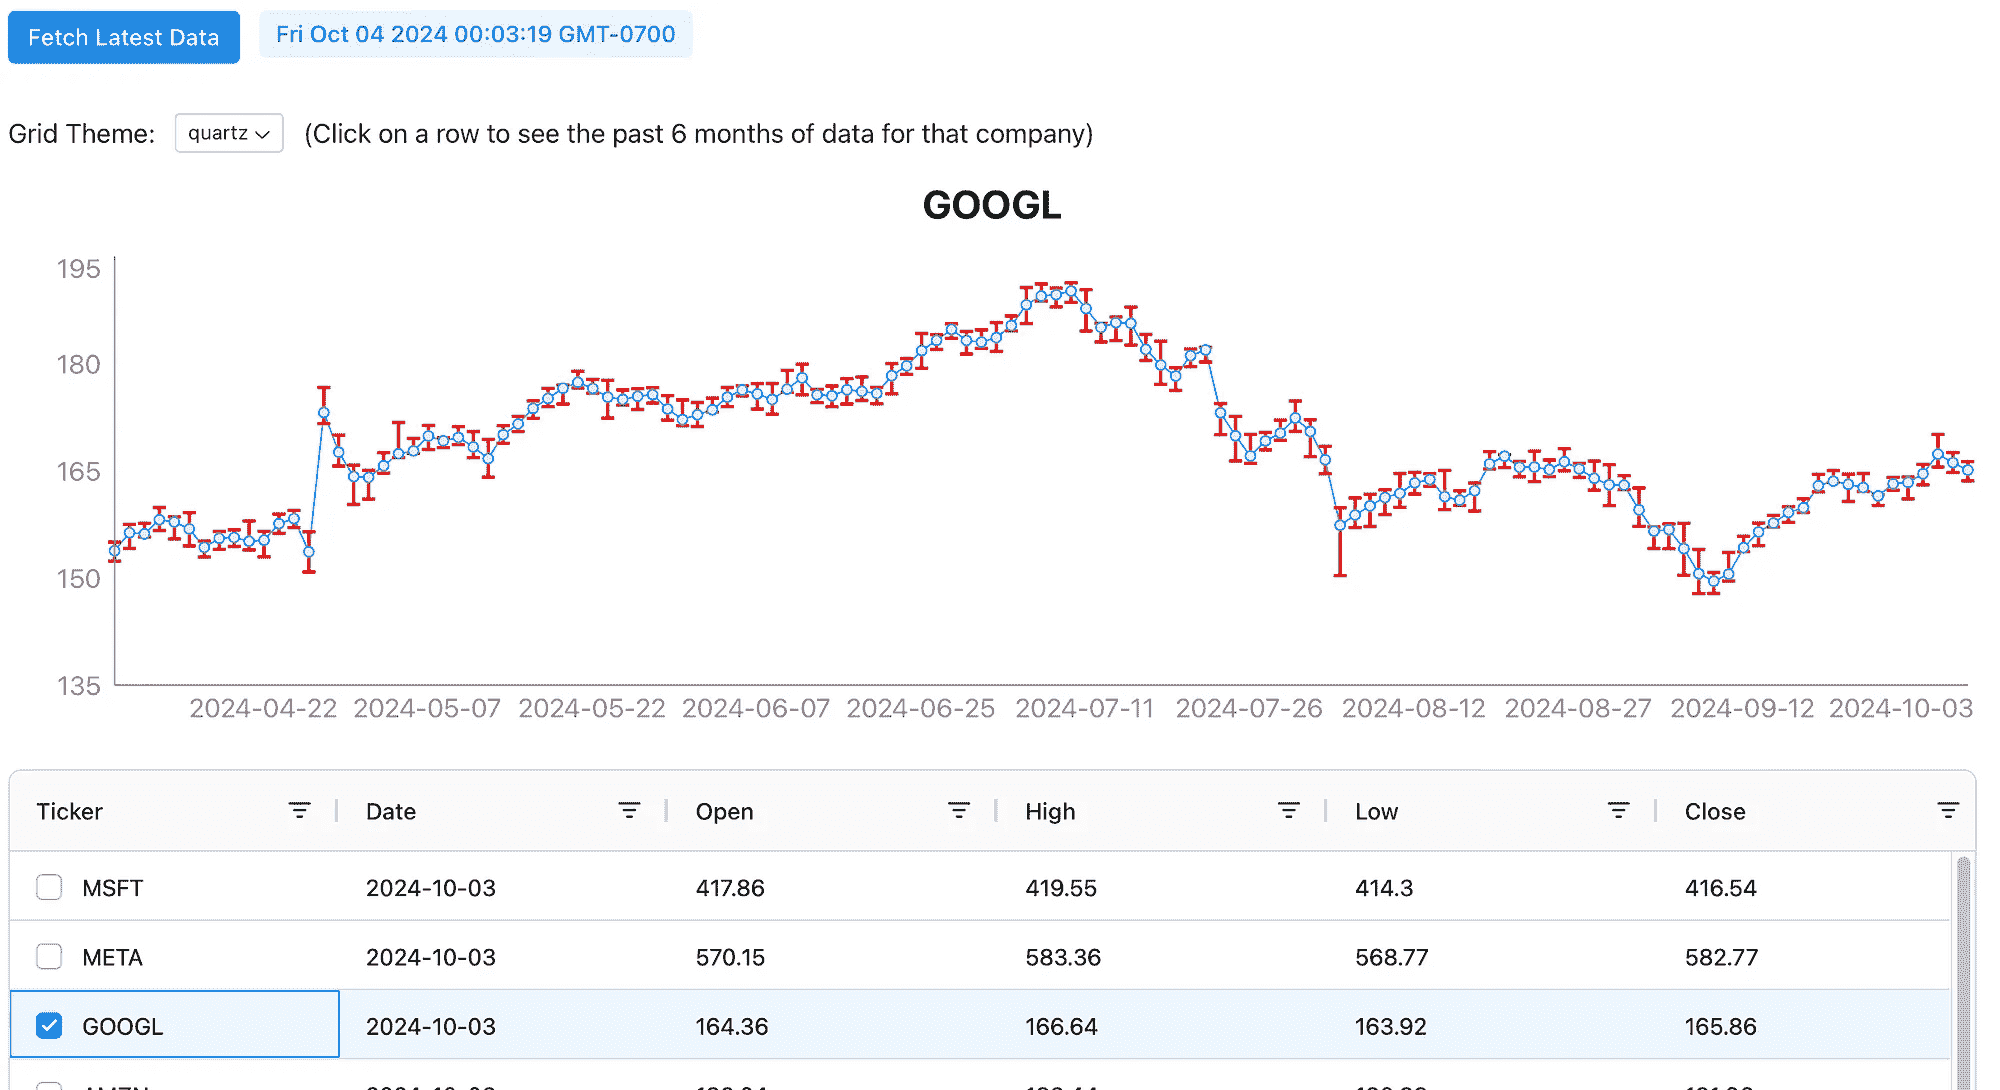 Fetch Latest Data Fri Oct 04 2024 00:03:19 GMT-0700
Grid Theme: quartz (Click on a row to see the past 6 months of data for that company)
GOOGL
195
180
165
150
135
2024-04-22 2024-05-07 2024-05-22 2024-06-07 2024-06-25 2024-07-11 2024-07-26 2024-08-12 2024-08-27 2024-09-12 2024-10-03
Ticker Date Open High Low Close
MSFT 2024-10-03 417.86 419.55 414.3 416.54
META 2024-10-03 570.15 583.36 568.77 582.77
GOOGL 2024-10-03 164.36 166.64 163.92 165.86